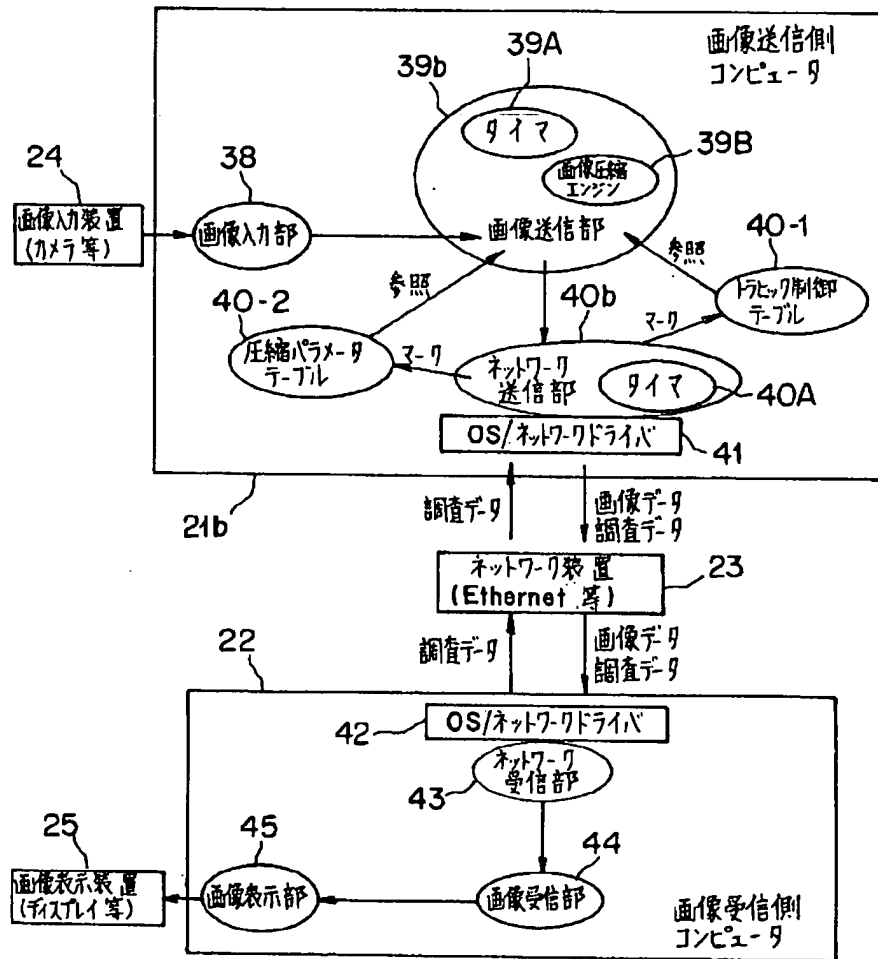 画像送信側
コンピュータ
39A
39b
タイマ
39B
画像圧縮
エンジン
24
38
画像入力装置
(カメラ等)
画像入力部
画像送信部
40-1
参照
参照
トラヒック制御
テーブル
40-2
40b
マーク
圧縮パラメータ
テーブル
マーク
ネットワーク
送信部
タイマ
40A
OS/ネットワークドライバ
41
21b
調査データ
画像データ
調査データ
ネットワーク装置
(Ethernet 等)
23
調査データ
画像データ
調査データ
22
OS/ネットワークドライバ
42
ネットワーク
受信部
43
25
45
44
画像表示装置
(ディスプレイ等)
画像表示部
画像受信部
画像受信側
コンピュータ